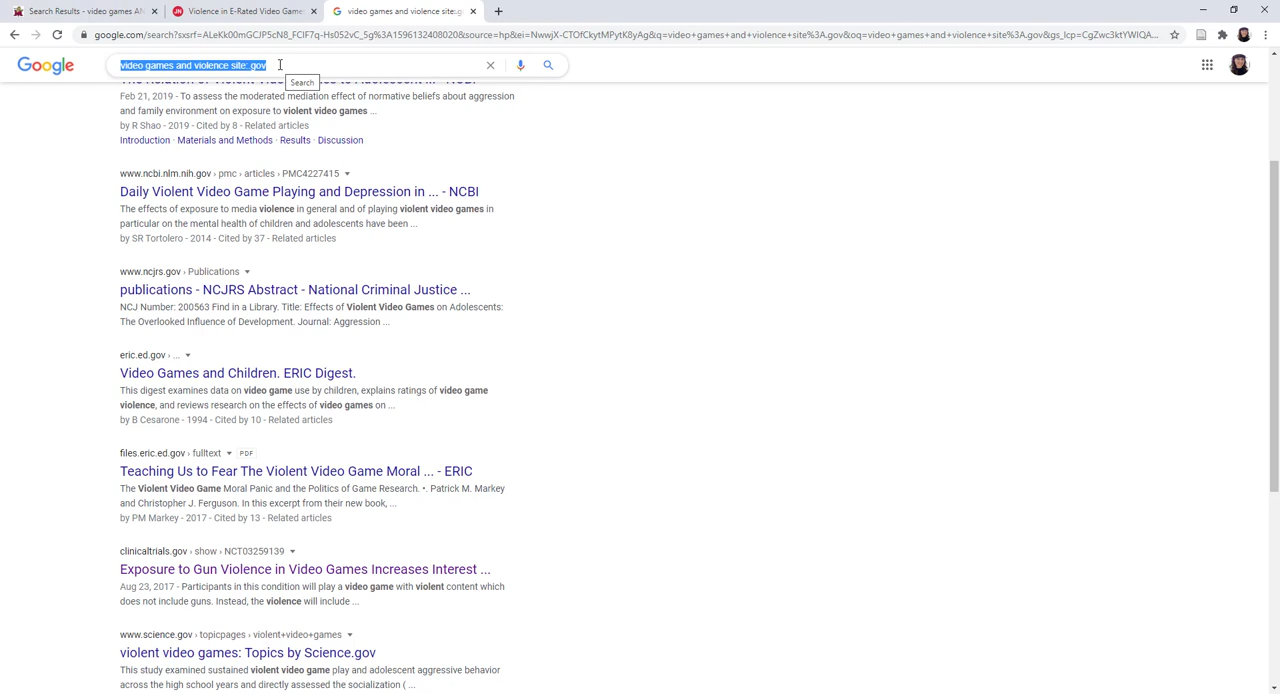 Search Results - video games AN
Violence in E-Rated Video Game
video games and violence site:.g
google.com/search?sxsrf=ALeKk00mGCJP5cN8_FCIF7q-Hs052vC_5g%3A1596132408020&source=hp&ei=NwwjX-CTOfCkytMPytK8yAg&q=video+games+and+violence+site%3A.gov&oq=video+games+and+violence+site%3A.gov&gs_lcp=CgZwc3ktYWIQA...
Google
video games and violence site:.gov
Search
Feb 21, 2019 - To assess the moderated mediation effect of normative beliefs about aggression
and family environment on exposure to violent video games ...
by R Shao - 2019 - Cited by 8 - Related articles
Introduction · Materials and Methods · Results · Discussion
www.ncbi.nlm.nih.gov › pmc › articles › PMC4227415
Daily Violent Video Game Playing and Depression in ... - NCBI
The effects of exposure to media violence in general and of playing violent video games in
particular on the mental health of children and adolescents have been ...
by SR Tortolero - 2014 - Cited by 37 - Related articles
www.ncjrs.gov › Publications
publications - NCJRS Abstract - National Criminal Justice ...
NCJ Number: 200563 Find in a Library. Title: Effects of Violent Video Games on Adolescents:
The Overlooked Influence of Development. Journal: Aggression ...
eric.ed.gov › ...
Video Games and Children. ERIC Digest.
This digest examines data on video game use by children, explains ratings of video game
violence, and reviews research on the effects of video games on ...
by B Cesarone - 1994 - Cited by 10 - Related articles
files.eric.ed.gov › fulltext PDF
Teaching Us to Fear The Violent Video Game Moral ... - ERIC
The Violent Video Game Moral Panic and the Politics of Game Research. •. Patrick M. Markey
and Christopher J. Ferguson. In this excerpt from their new book, ...
by PM Markey - 2017 - Cited by 13 - Related articles
clinicaltrials.gov › show › NCT03259139
Exposure to Gun Violence in Video Games Increases Interest ...
Aug 23, 2017 - Participants in this condition will play a video game with violent content which
does not include guns. Instead, the violence will include ...
www.science.gov › topicpages › violent+video+games
violent video games: Topics by Science.gov
This study examined sustained violent video game play and adolescent aggressive behavior
across the high school years and directly assessed the socialization ( ...